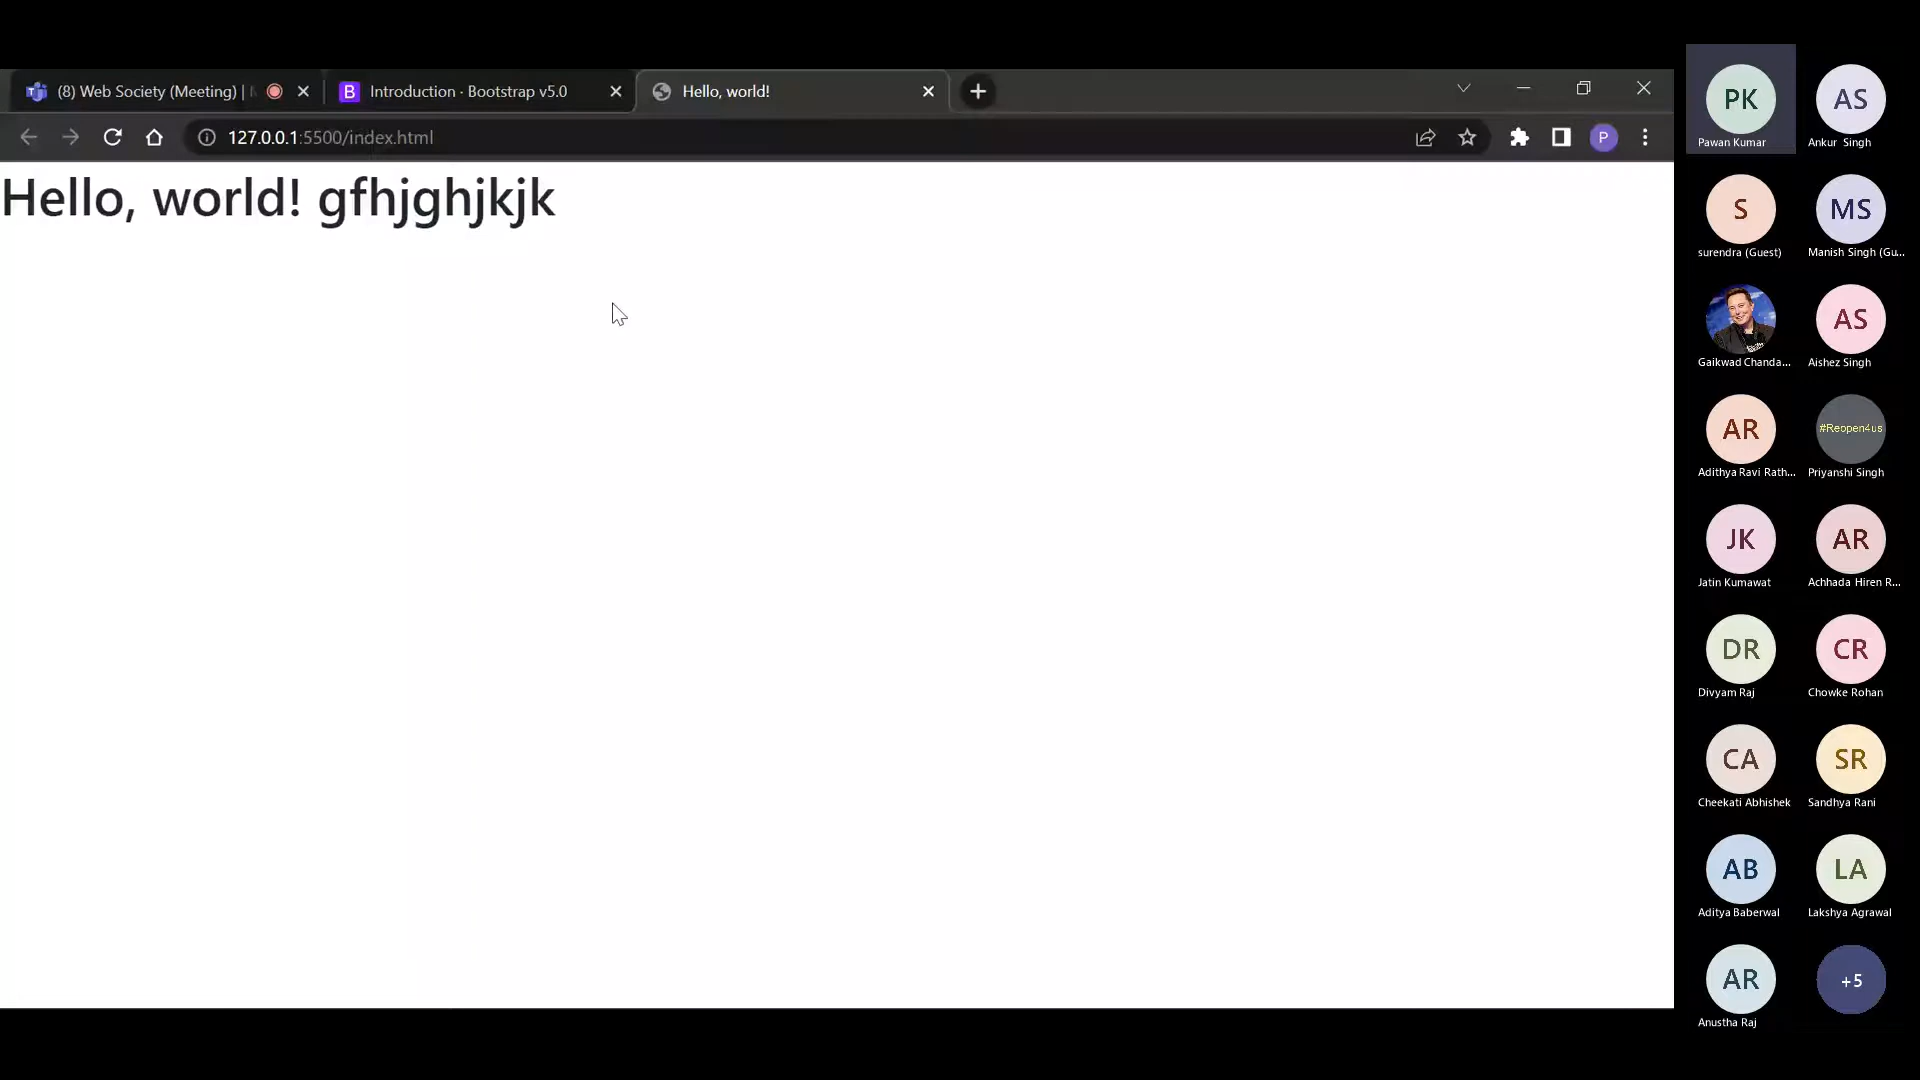 (8) Web Society (Meeting) |
Introduction · Bootstrap v5.0
Hello, world!
127.0.0.1:5500/index.html
P
Hello, world! gfhjghjkjk
PK
Pawan Kumar
AS
Ankur Singh
S
surendra (Guest)
MS
Manish Singh (Gu...
Gaikwad Chanda...
AS
Aishez Singh
AR
Adithya Ravi Rath...
#Reopen4us
Priyanshi Singh
JK
Jatin Kumawat
AR
Achhada Hiren R...
DR
Divyam Raj
CR
Chowke Rohan
CA
Cheekati Abhishek
SR
Sandhya Rani
AB
Aditya Baberwal
LA
Lakshya Agrawal
AR
Anustha Raj
+5